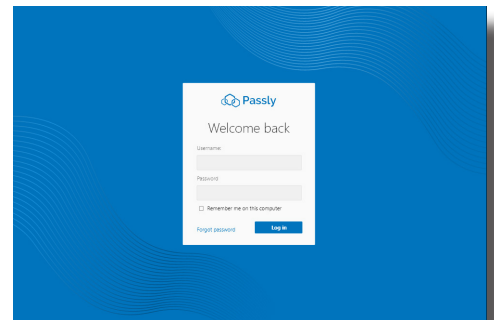 Passly
Welcome back
Username
Password
Remember me on this computer
Forgot password
Log in